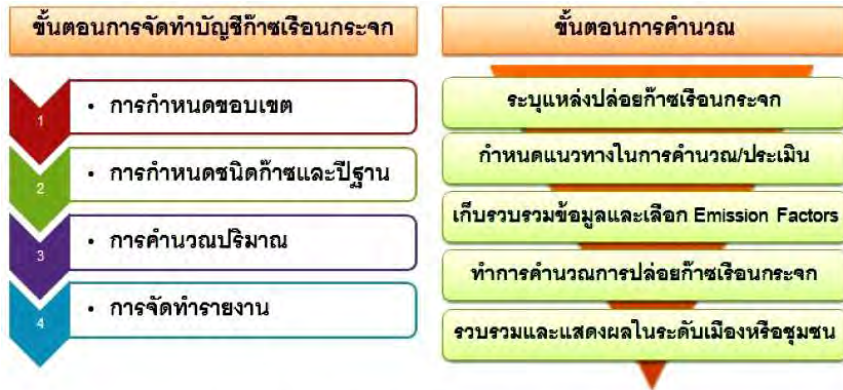 ขั้นตอนการจัดทำบัญชีก๊าซเรือนกระจก
1
• การกำหนดขอบเขต
2
• การกำหนดชนิดก๊าซและปีฐาน
3
• การคำนวณปริมาณ
4
• การจัดทำรายงาน
ขั้นตอนการคำนวณ
ระบุแหล่งปล่อยก๊าซเรือนกระจก
กำหนดแนวทางในการคำนวณ/ประเมิน
เก็บรวบรวมข้อมูลและเลือก Emission Factors
ทำการคำนวณการปล่อยก๊าซเรือนกระจก
รวบรวมและแสดงผลในระดับเมืองหรือชุมชน